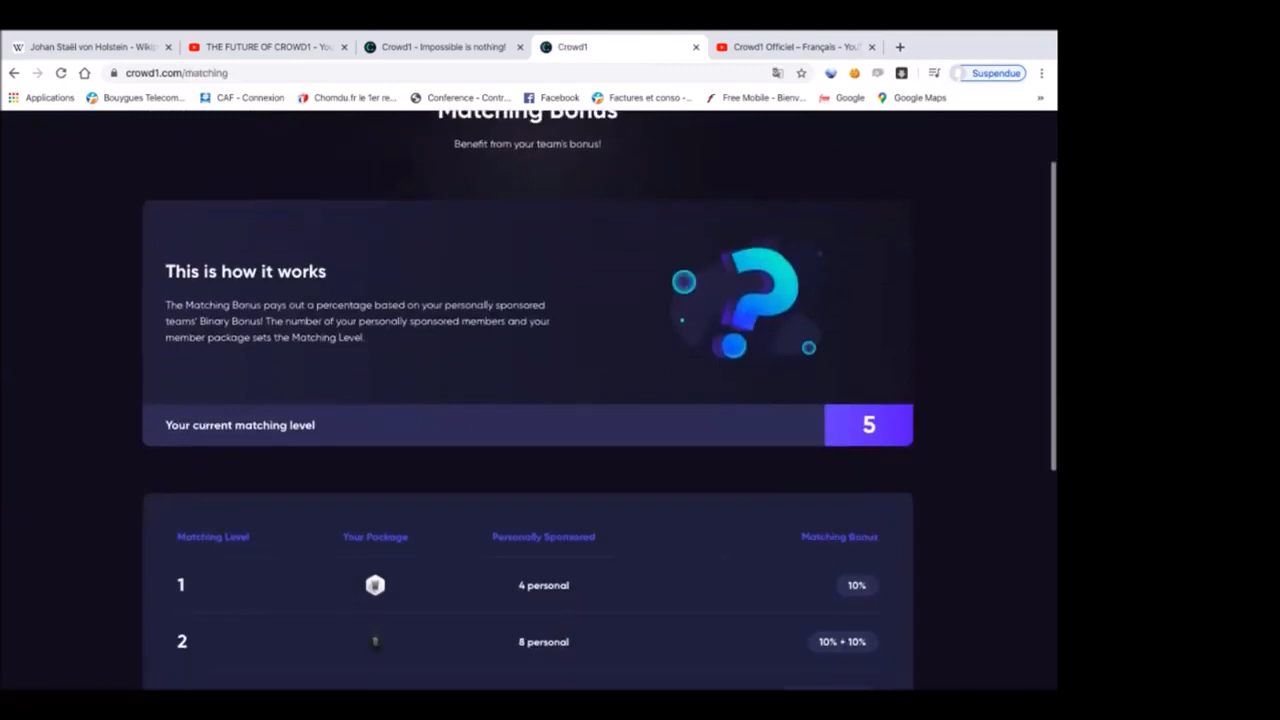 Johan Staël von Holstein - Wikip
THE FUTURE OF CROWD1 - You
Crowd1 - Impossible is nothing!
Crowd1
Crowd1 Officiel – Français - You
crowd1.com/matching
Suspendue
Applications
Bouygues Telecom...
CAF - Connexion
Chomdu.fr le 1er re...
Conference - Contr...
Facebook
Factures et conso -...
Free Mobile - Bienv...
Google
Google Maps
»
Matching Bonus
Benefit from your team's bonus!
This is how it works
The Matching Bonus pays out a percentage based on your personally sponsored
teams' Binary Bonus! The number of your personally sponsored members and your
member package sets the Matching Level.
Your current matching level
5
Matching Level Your Package Personally Sponsored Matching Bonus
1 4 personal 10%
2 8 personal 10% + 10%